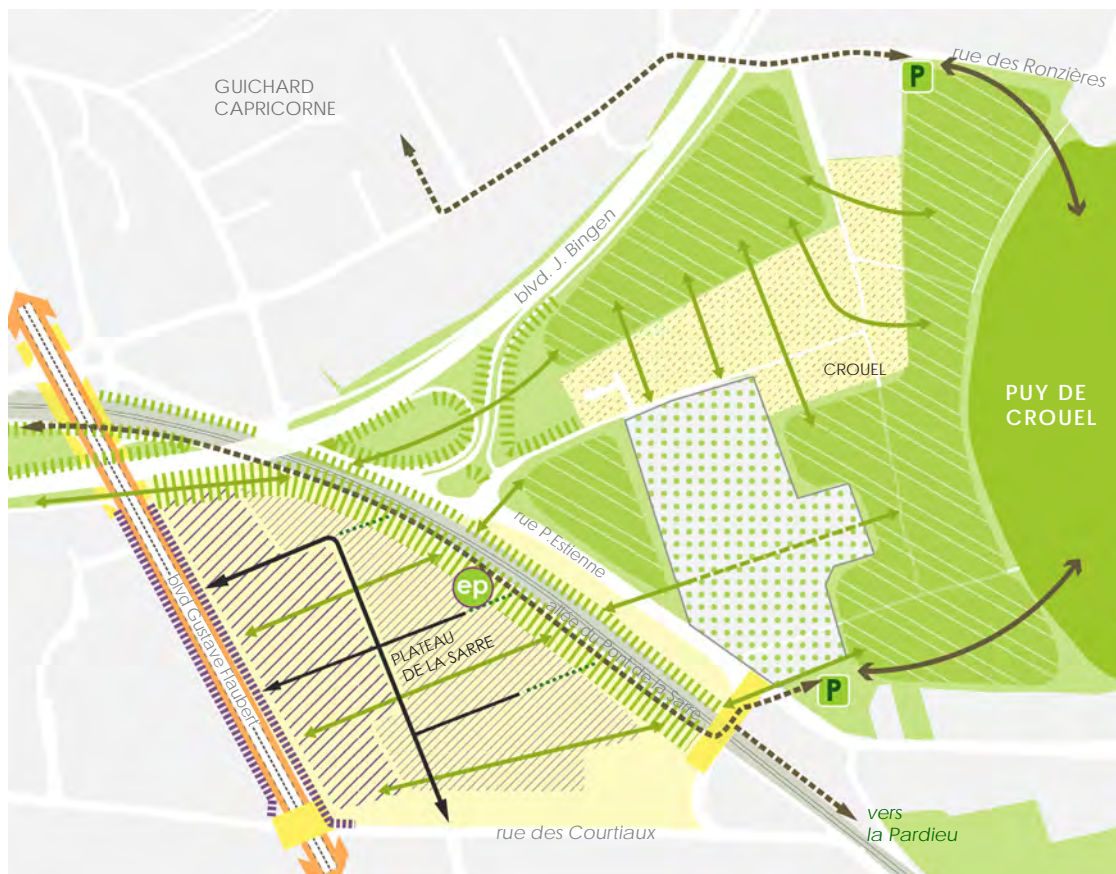 GUICHARD
CAPRICORNE
rue des Ronzières
P
blvd. J. Bingen
CROUEL
PUY DE
CROUEL
rue P.Estienne
ep
allée du Pont de la Sarre
PLATEAU
DE LA SARRE
blvd Gustave Flaubert
P
rue des Courtiaux
vers
la Pardieu